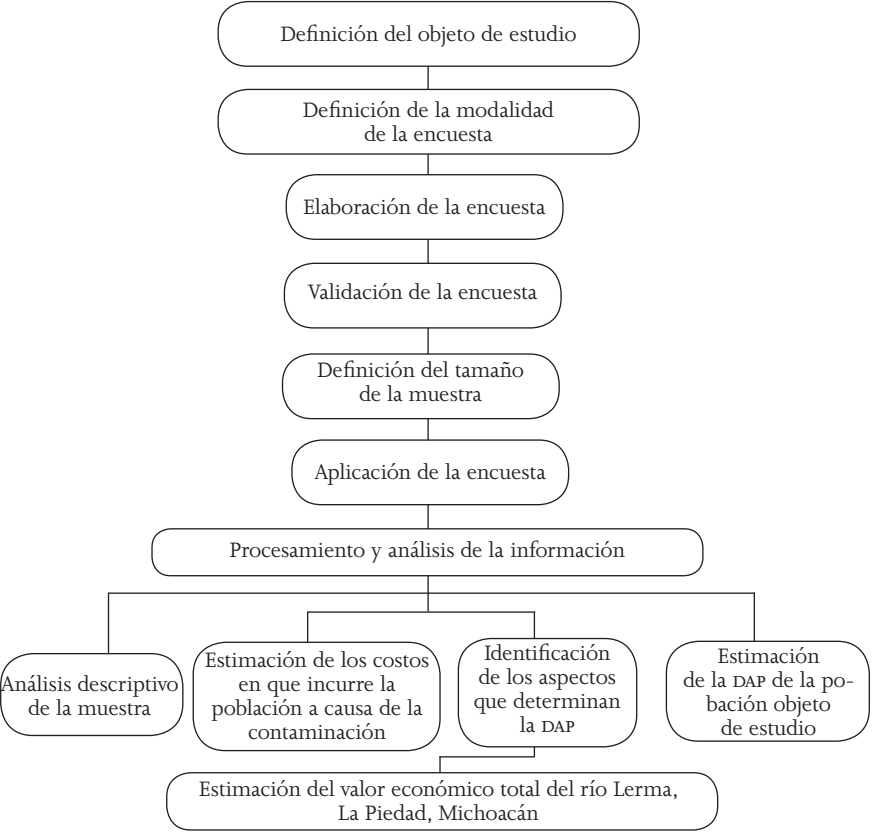 Definición del objeto de estudio
Definición de la modalidad
de la encuesta
Elaboración de la encuesta
Validación de la encuesta
Definición del tamaño
de la muestra
Aplicación de la encuesta
Procesamiento y análisis de la información
Análisis descriptivo
de la muestra
Estimación de los costos
en que incurre la
población a causa de la
contaminación
Identificación
de los aspectos
que determinan
la DAP
Estimación
de la DAP de la po-
bación objeto
de estudio
Estimación del valor económico total del río Lerma,
La Piedad, Michoacán